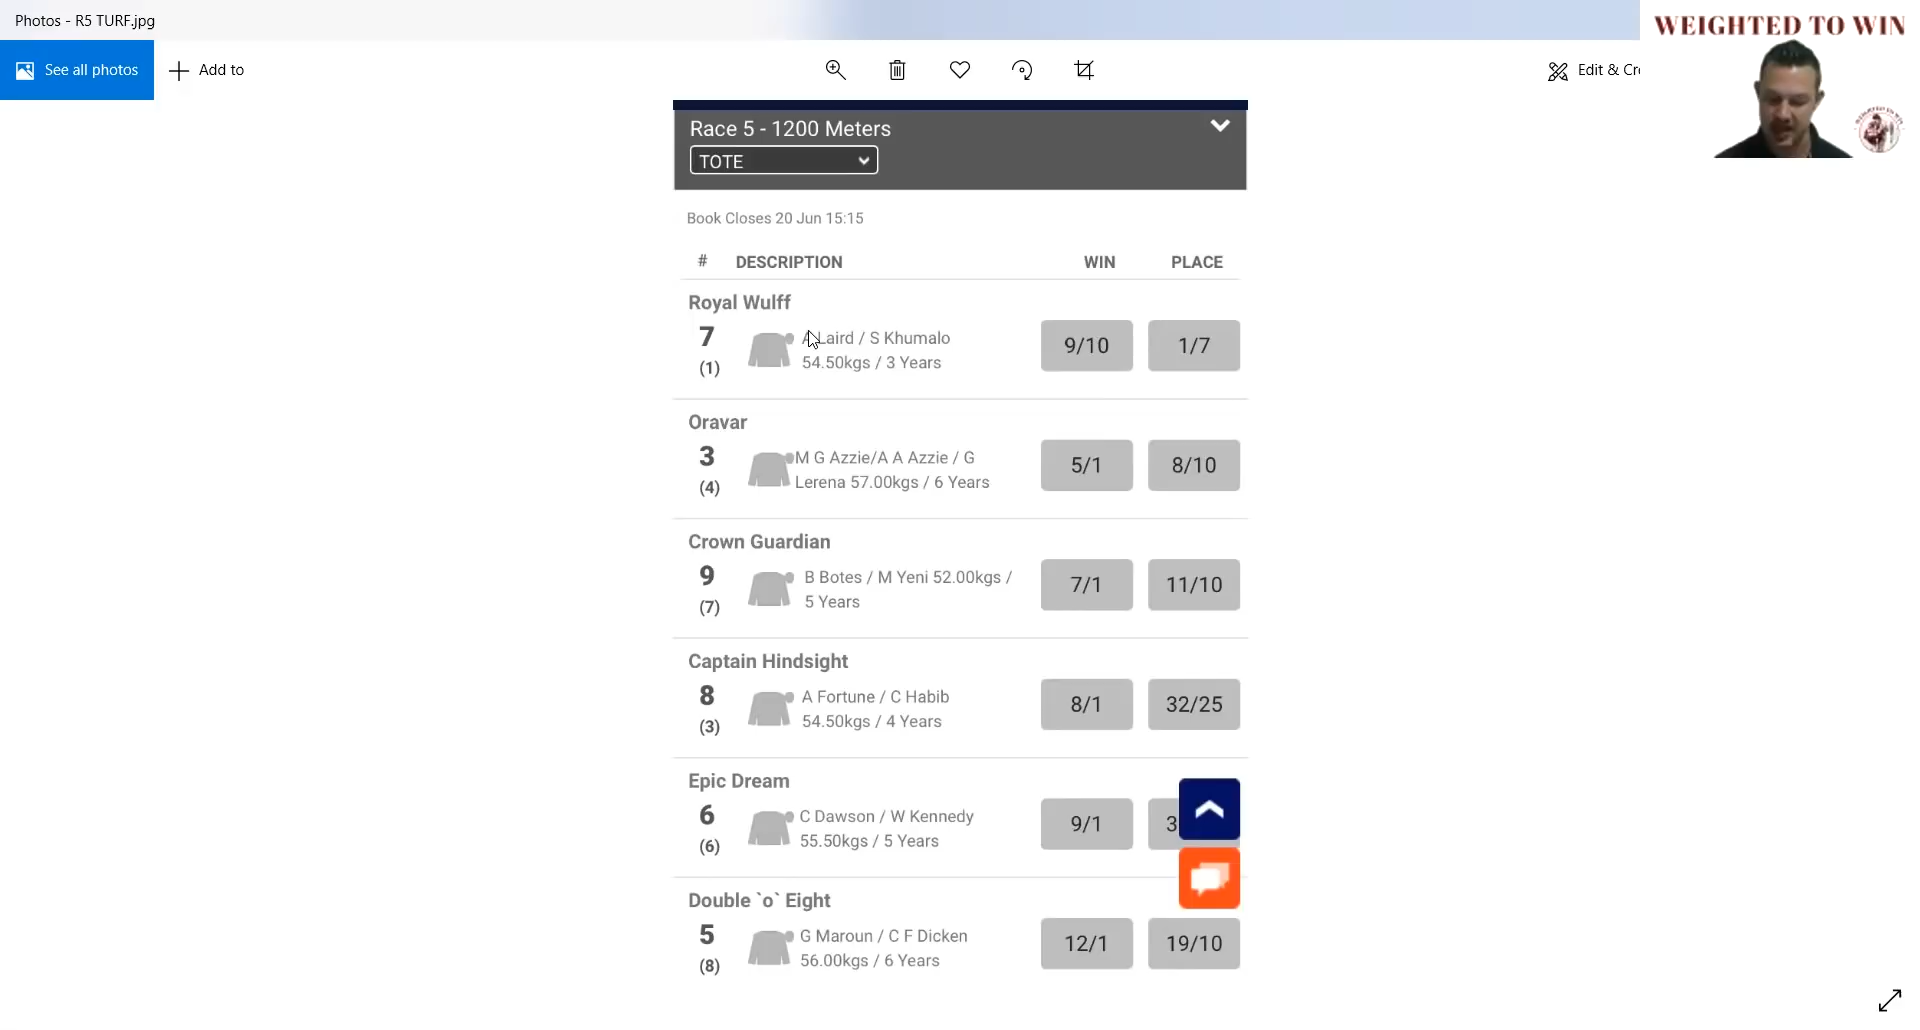 Photos - R5 TURF.jpg
WEIGHTED TO WIN
See all photos
Add to
Edit & Cr
Race 5 - 1200 Meters
TOTE
Book Closes 20 Jun 15:15
# DESCRIPTION WIN PLACE
Royal Wulff
7
(1)
Laird / S Khumalo
54.50kgs / 3 Years
9/10
1/7
Oravar
3
(4)
M G Azzie/A A Azzie / G
Lerena 57.00kgs / 6 Years
5/1
8/10
Crown Guardian
9
(7)
B Botes / M Yeni 52.00kgs /
5 Years
7/1
11/10
Captain Hindsight
8
(3)
A Fortune / C Habib
54.50kgs / 4 Years
8/1
32/25
Epic Dream
6
(6)
C Dawson / W Kennedy
55.50kgs / 5 Years
9/1
3
Double `o` Eight
5
(8)
G Maroun / C F Dicken
56.00kgs / 6 Years
12/1
19/10